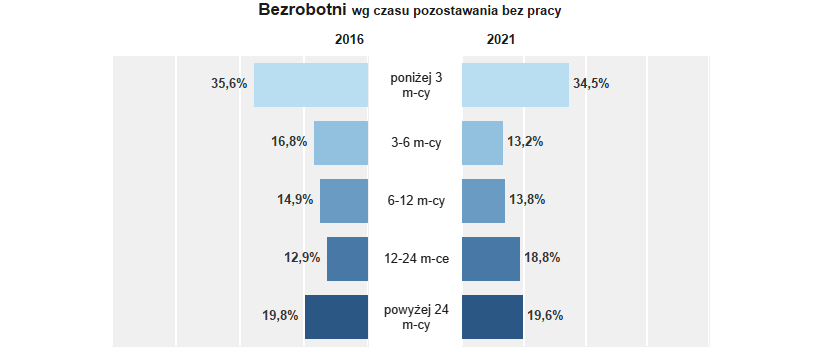 Bezrobotni wg czasu pozostawania bez pracy
2016 2021
35,6% poniżej 3 m-cy 34,5%
16,8% 3-6 m-cy 13,2%
14,9% 6-12 m-cy 13,8%
12,9% 12-24 m-ce 18,8%
19,8% powyżej 24 m-cy 19,6%